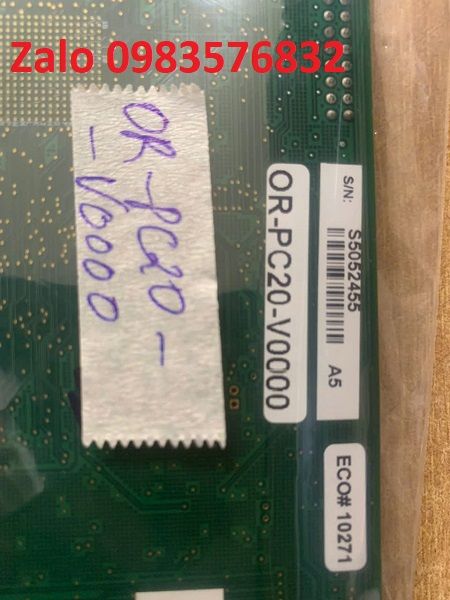 Zalo 0983576832
OR-PC20-
-V0000
OR-PC20-V0000
S/N:
S5052455
A5
ECO# 10271